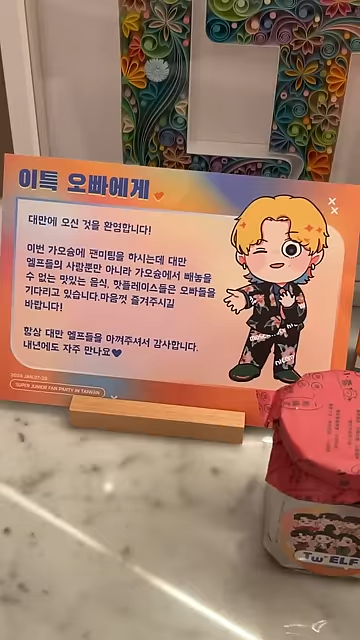 이특 오빠에게
대만에 오신 것을 환영합니다!
이번 가오슝에 팬미팅을 하시는데 대만
엘프들의 사랑뿐만 아니라 가오슝에서 빼놓을
수 없는 맛있는 음식, 핫플레이스들은 오빠들을
기다리고 있습니다.마음껏 즐겨주시길
바랍니다!
항상 대만 엘프들을 아껴주셔서 감사합니다.
내년에도 자주 만나요
SUPER JUNIOR FAN PARTY IN TAIWAN
TW ELF